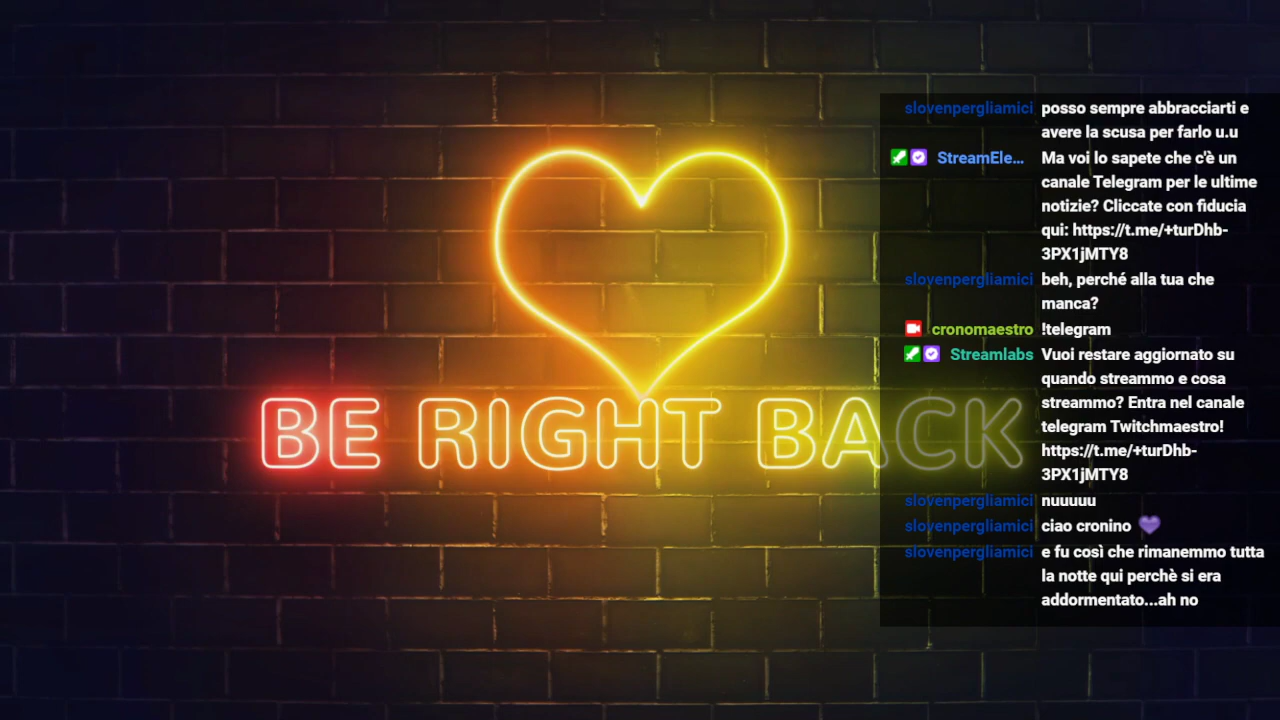 BE RIGHT BACK
slovenpergliamici posso sempre abbracciarti e
avere la scusa per farlo u.u
StreamEle... Ma voi lo sapete che c'è un
canale Telegram per le ultime
notizie? Cliccate con fiducia
qui: https://t.me/+turDhb-
3PX1jMTY8
slovenpergliamici beh, perché alla tua che
manca?
cronomaestro !telegram
Streamlabs Vuoi restare aggiornato su
quando streammo e cosa
streammo? Entra nel canale
telegram Twitchmaestro!
https://t.me/+turDhb-
3PX1jMTY8
slovenpergliamici nuuuuu
slovenpergliamici ciao cronino
slovenpergliamici e fu così che rimanemmo tutta
la notte qui perchè si era
addormentato...ah no